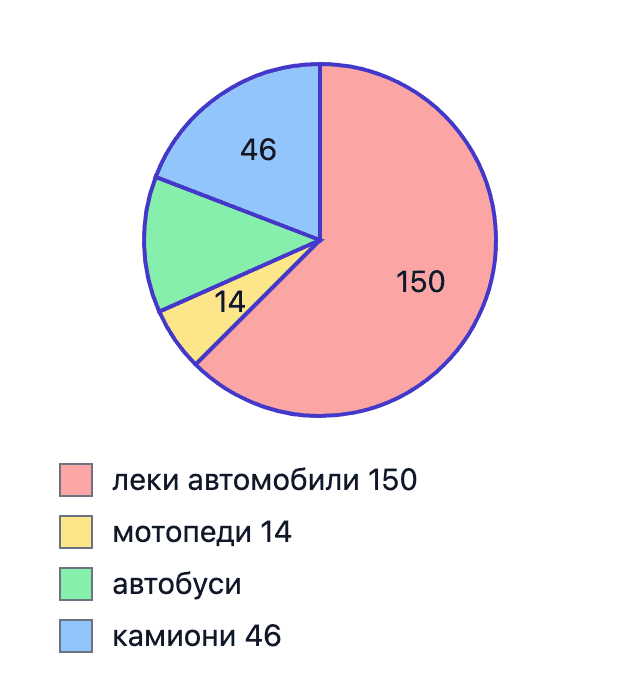 46
150
14
леки автомобили 150
мотопеди 14
автобуси
камиони 46